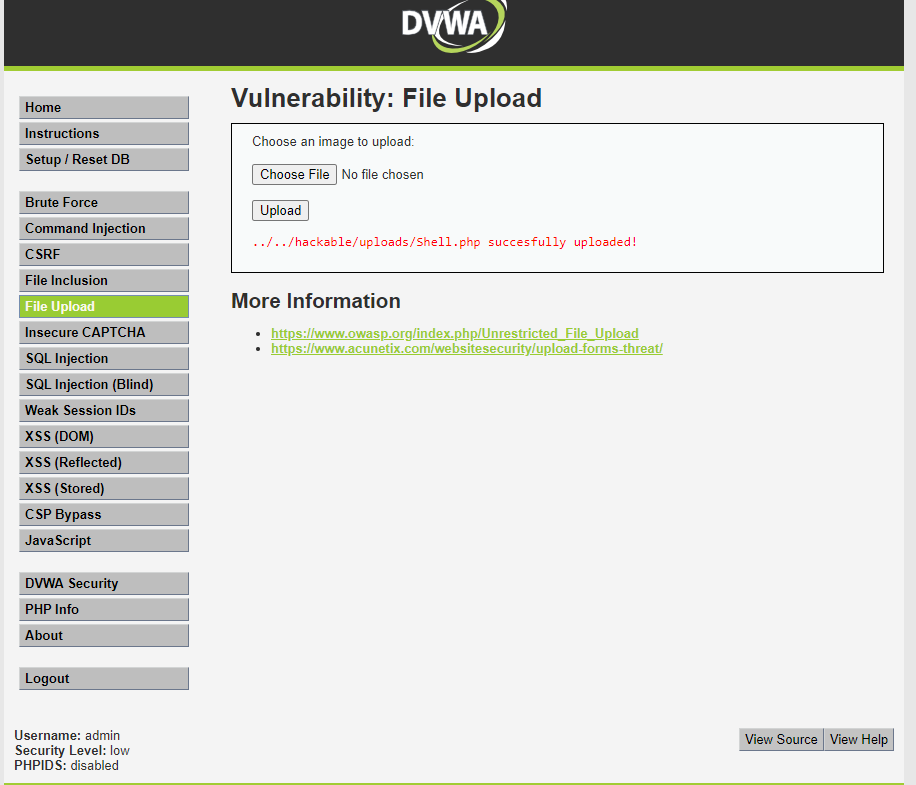 DVWA
Home
Instructions
Setup / Reset DB
Brute Force
Command Injection
CSRF
File Inclusion
File Upload
Insecure CAPTCHA
SQL Injection
SQL Injection (Blind)
Weak Session IDs
XSS (DOM)
XSS (Reflected)
XSS (Stored)
CSP Bypass
JavaScript
DVWA Security
PHP Info
About
Logout
Vulnerability: File Upload
Choose an image to upload:
Choose File No file chosen
Upload
../../hackable/uploads/Shell.php succesfully uploaded!
More Information
• https://www.owasp.org/index.php/Unrestricted_File_Upload
• https://www.acunetix.com/websitesecurity/upload-forms-threat/
Username: admin
Security Level: low
PHPIDS: disabled
View Source View Help